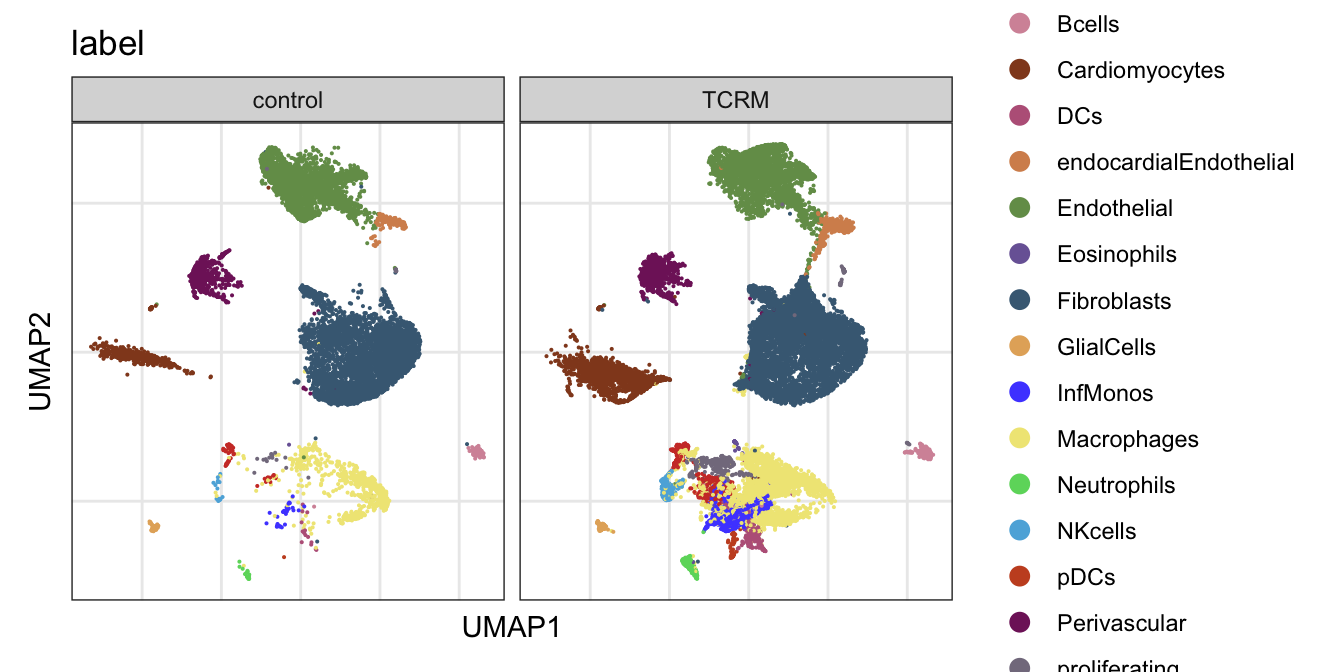 label
control
TCRM
UMAP2
UMAP1
Bcells
Cardiomyocytes
DCs
endocardialEndothelial
Endothelial
Eosinophils
Fibroblasts
GlialCells
InfMonos
Macrophages
Neutrophils
NKcells
pDCs
Perivascular
proliferating